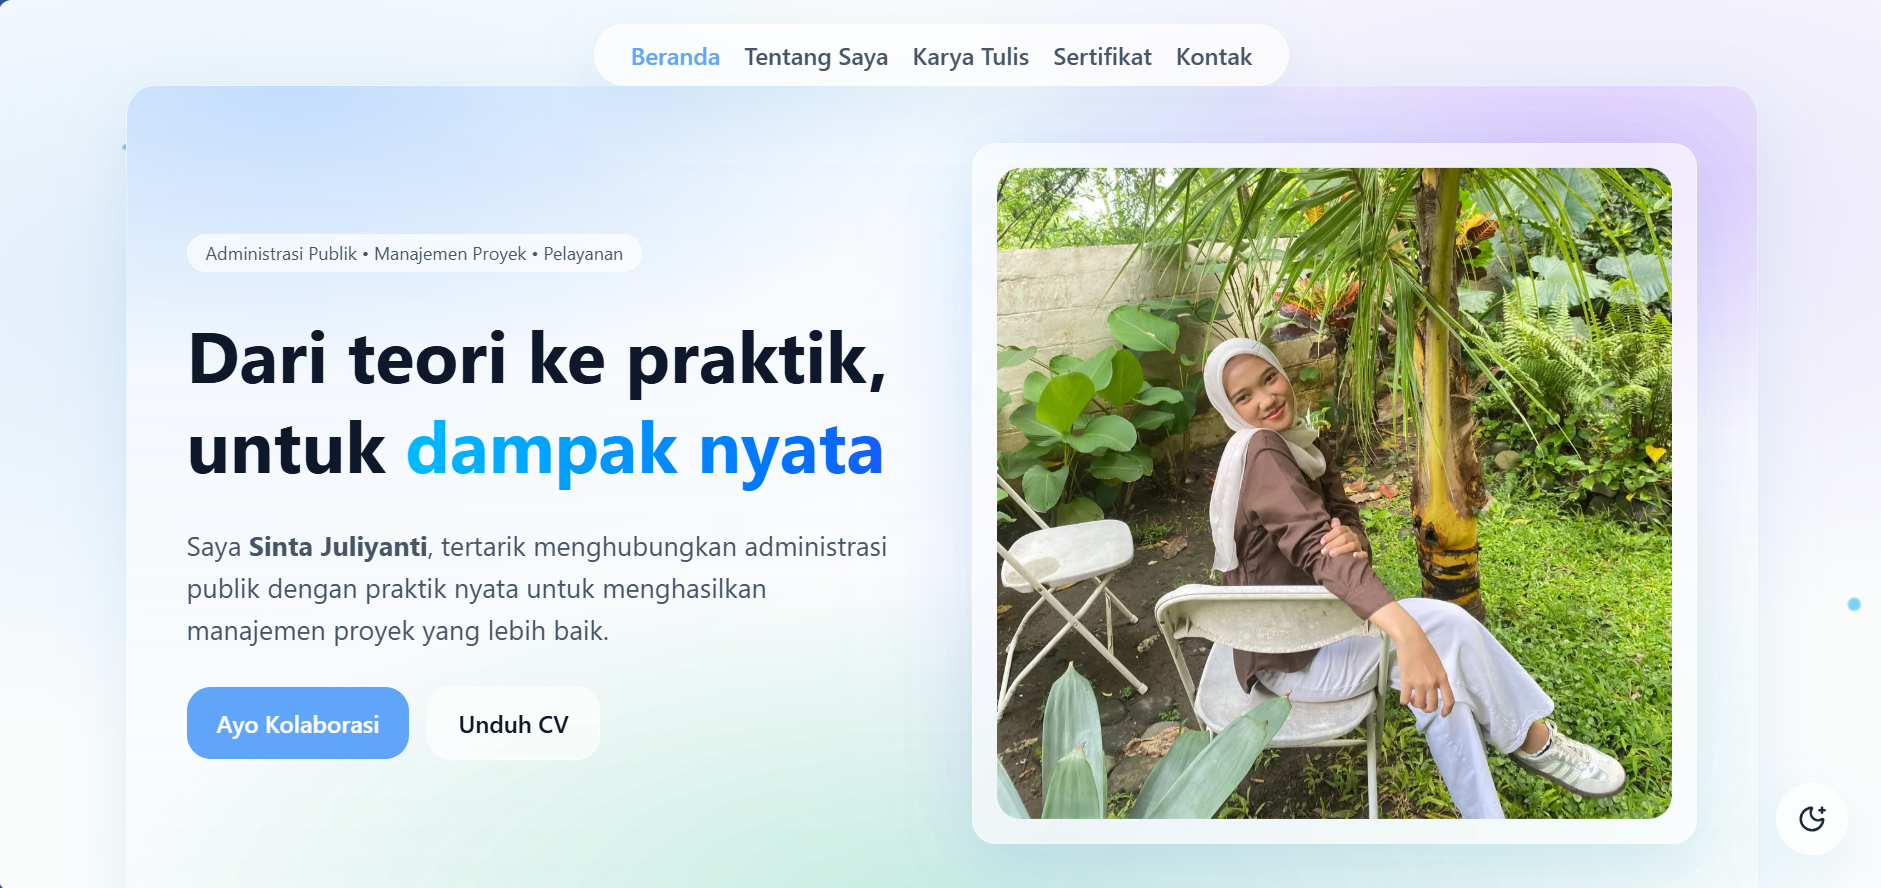 Beranda Tentang Saya Karya Tulis Sertifikat Kontak
Administrasi Publik • Manajemen Proyek • Pelayanan
Dari teori ke praktik,
untuk dampak nyata
Saya Sinta Juliyanti, tertarik menghubungkan administrasi
publik dengan praktik nyata untuk menghasilkan
manajemen proyek yang lebih baik.
Ayo Kolaborasi Unduh CV